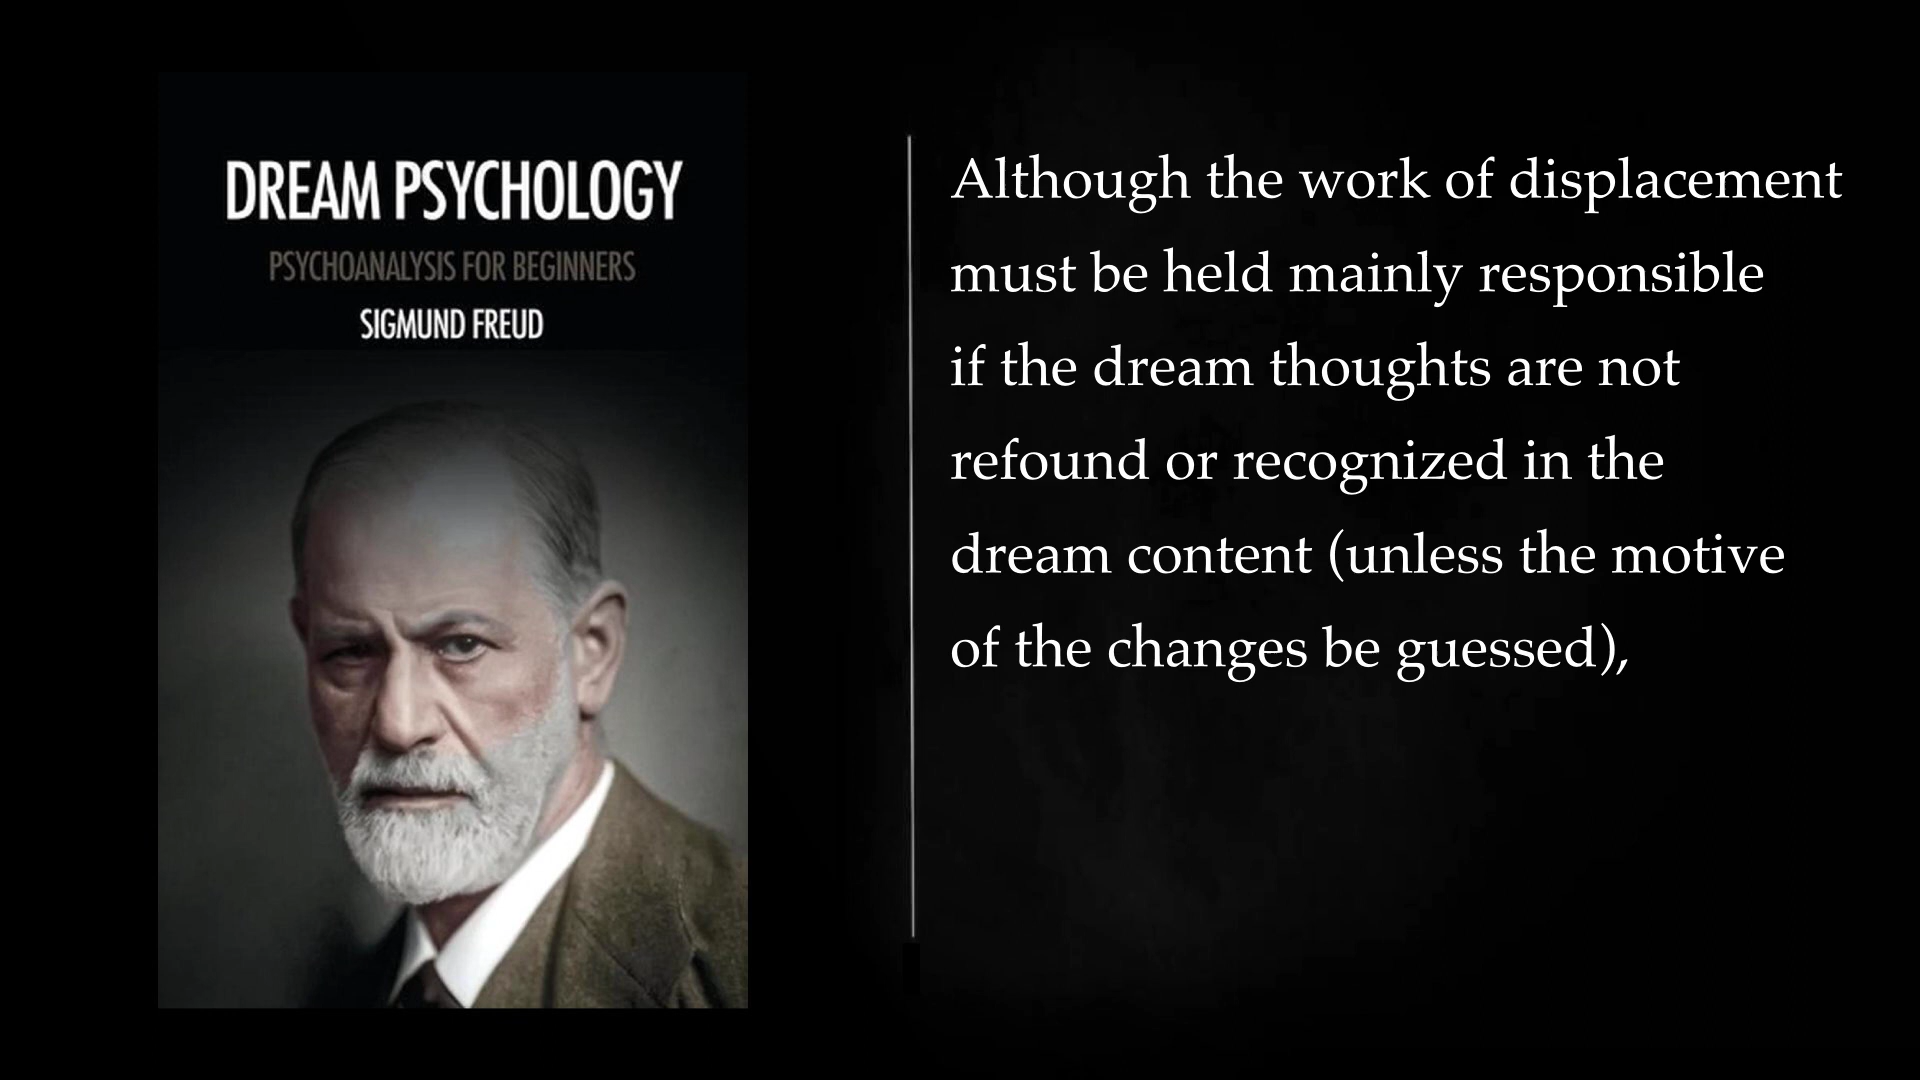 DREAM PSYCHOLOGY
PSYCHOANALYSIS FOR BEGINNERS
SIGMUND FREUD
Although the work of displacement
must be held mainly responsible
if the dream thoughts are not
refound or recognized in the
dream content (unless the motive
of the changes be guessed),